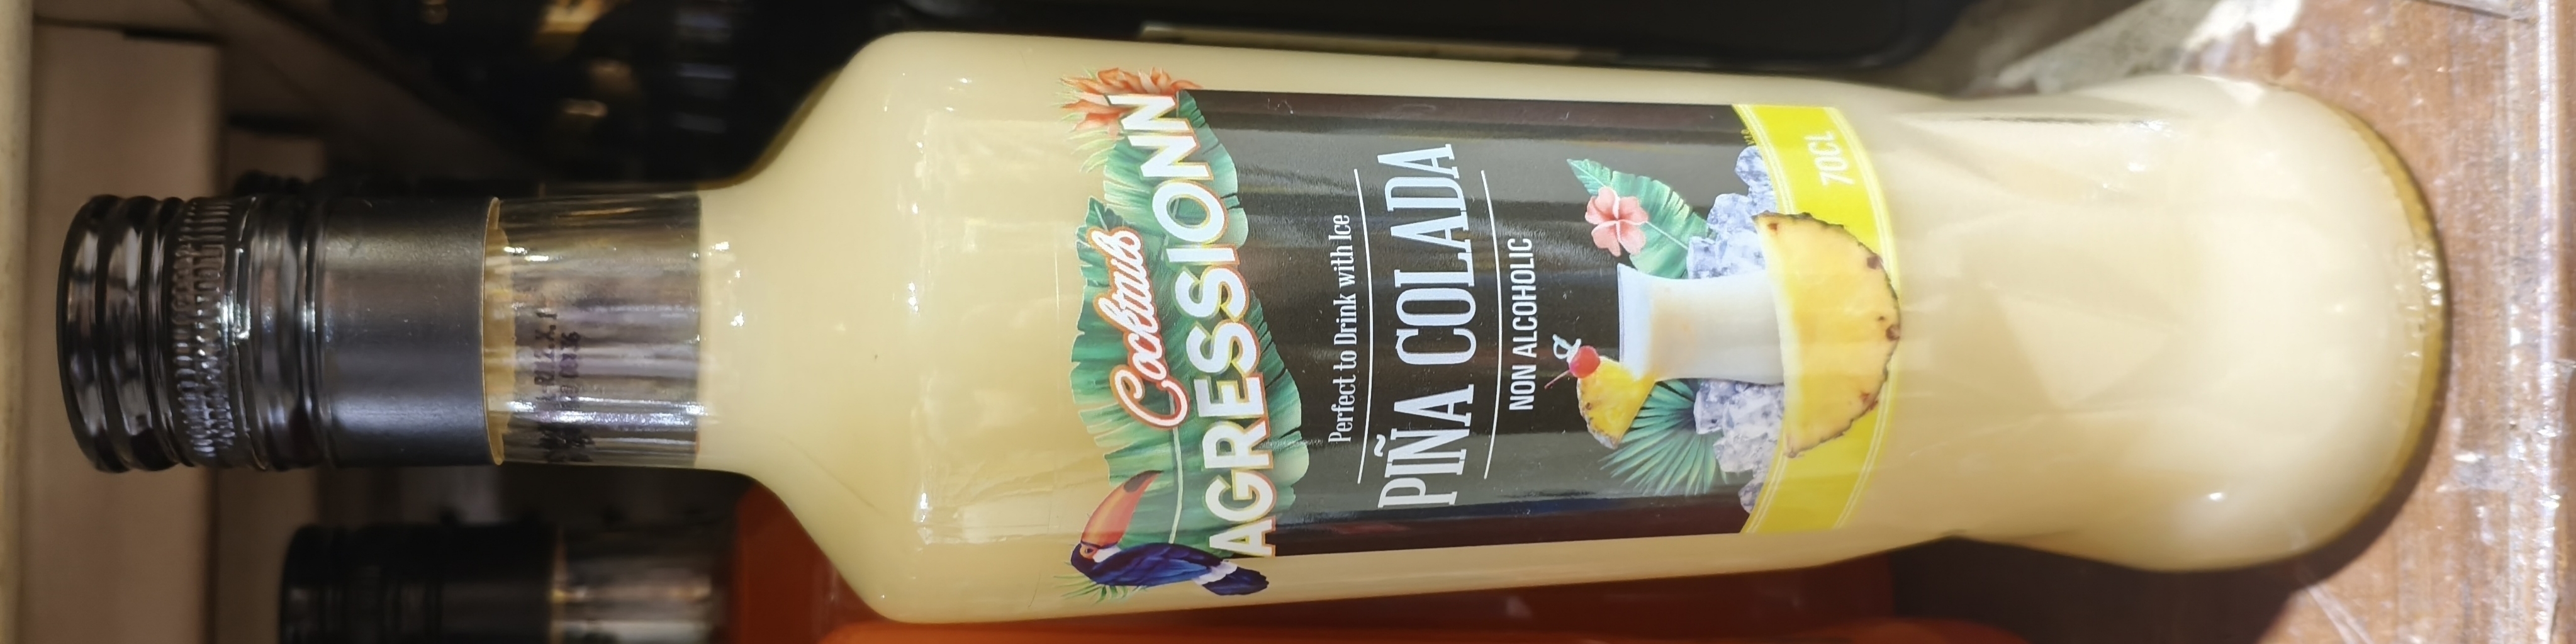 Cocktails
AGRESSIONN
Perfect to Drink with Ice
PIÑA COLADA
NON ALCOHOLIC
70CL